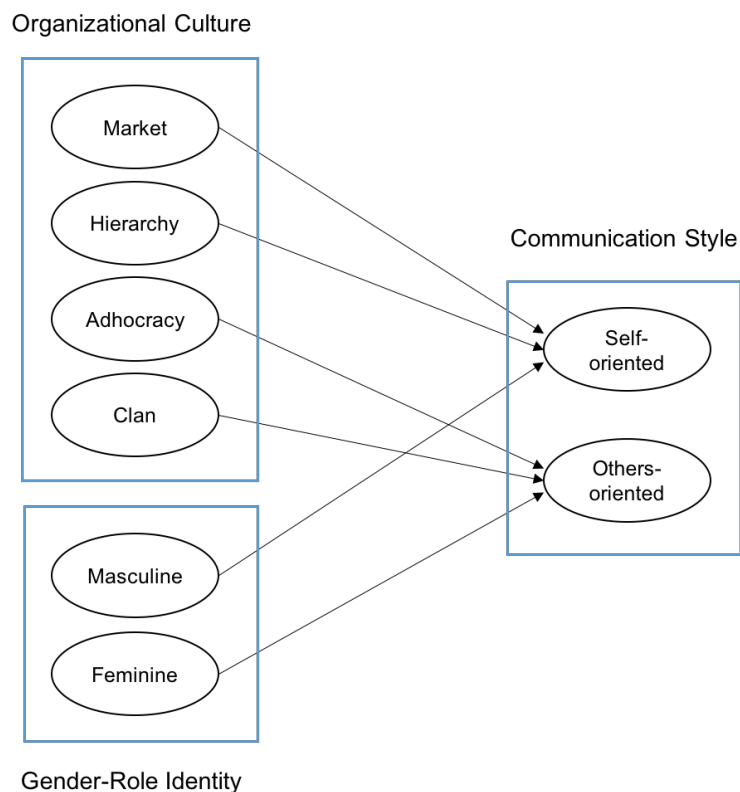 Organizational Culture
Market
Hierarchy
Adhocracy
Clan
Communication Style
Self-
oriented
Others-
oriented
Masculine
Feminine
Gender-Role Identity